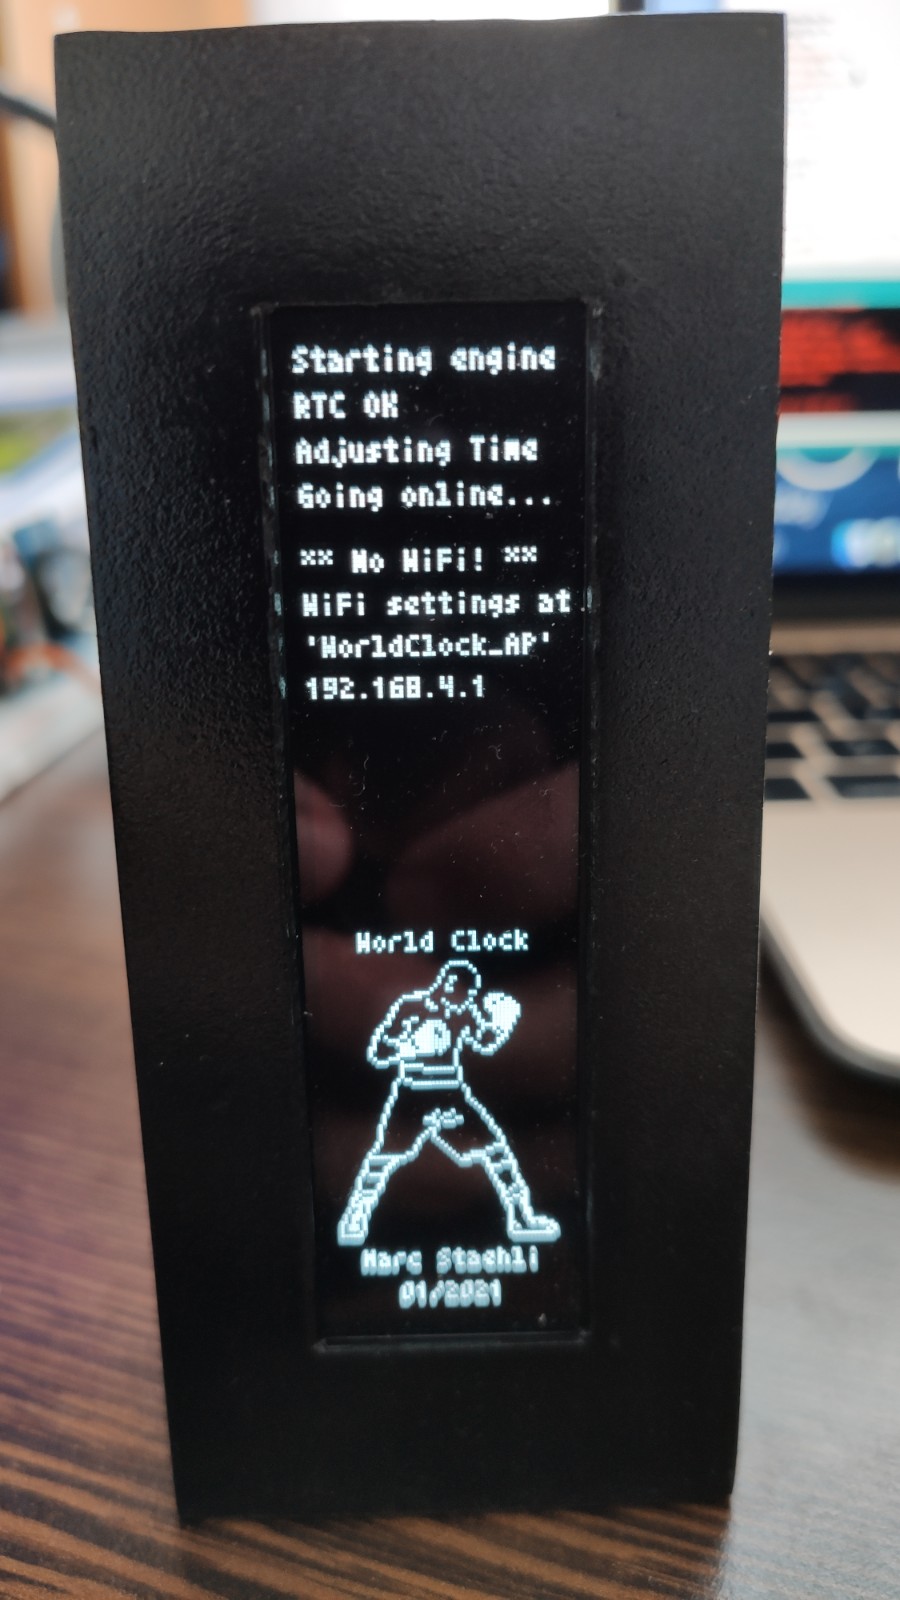 Starting engine
RTC OK
Adjusting Time
Going online...
** No WiFi! **
WiFi settings at
'WorldClock_AP'
192.168.4.1
World Clock
Marc Staehli
01/2021